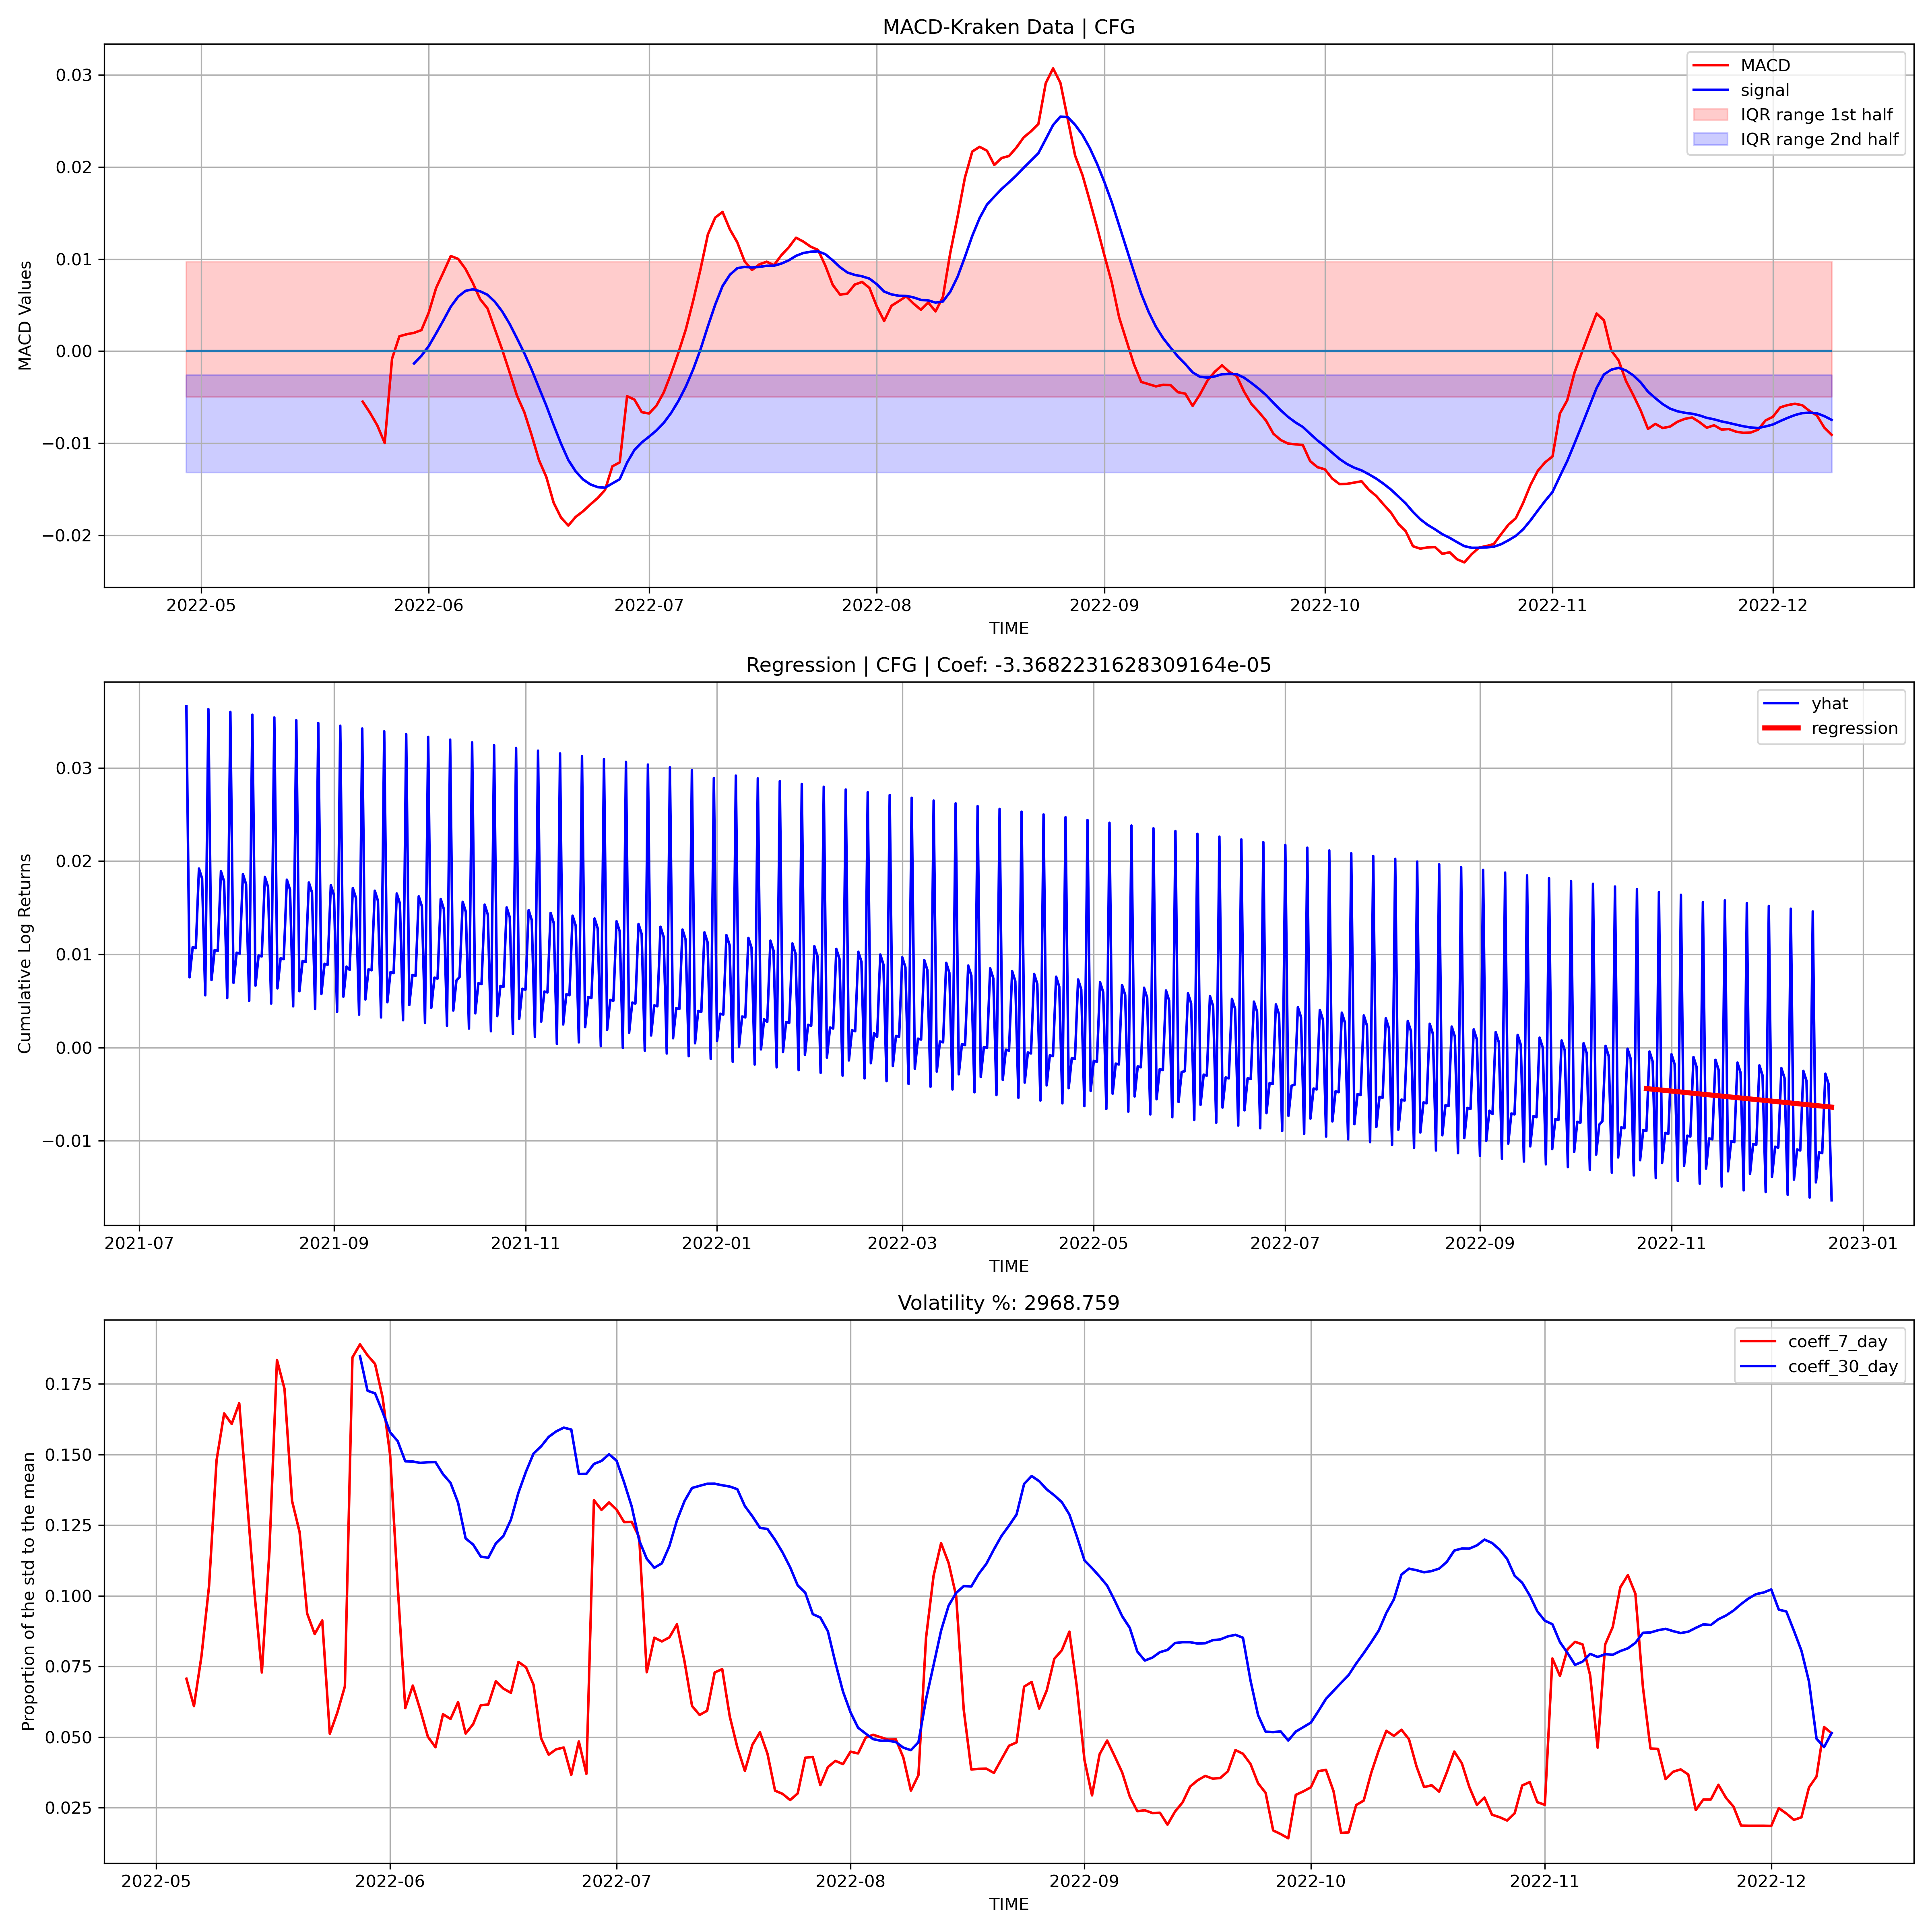 MACD-Kraken Data | CFG
MACD Values
0.03
0.02
0.01
0.00
−0.01
−0.02
MACD
signal
IQR range 1st half
IQR range 2nd half
2022-05 2022-06 2022-07 2022-08 2022-09 2022-10 2022-11 2022-12
TIME
Regression | CFG | Coef: -3.3682231628309164e-05
Cumulative Log Returns
0.03
0.02
0.01
0.00
−0.01
yhat
regression
2021-07 2021-09 2021-11 2022-01 2022-03 2022-05 2022-07 2022-09 2022-11 2023-01
TIME
Volatility %: 2968.759
Proportion of the std to the mean
0.175
0.150
0.125
0.100
0.075
0.050
0.025
coeff_7_day
coeff_30_day
2022-05 2022-06 2022-07 2022-08 2022-09 2022-10 2022-11 2022-12
TIME